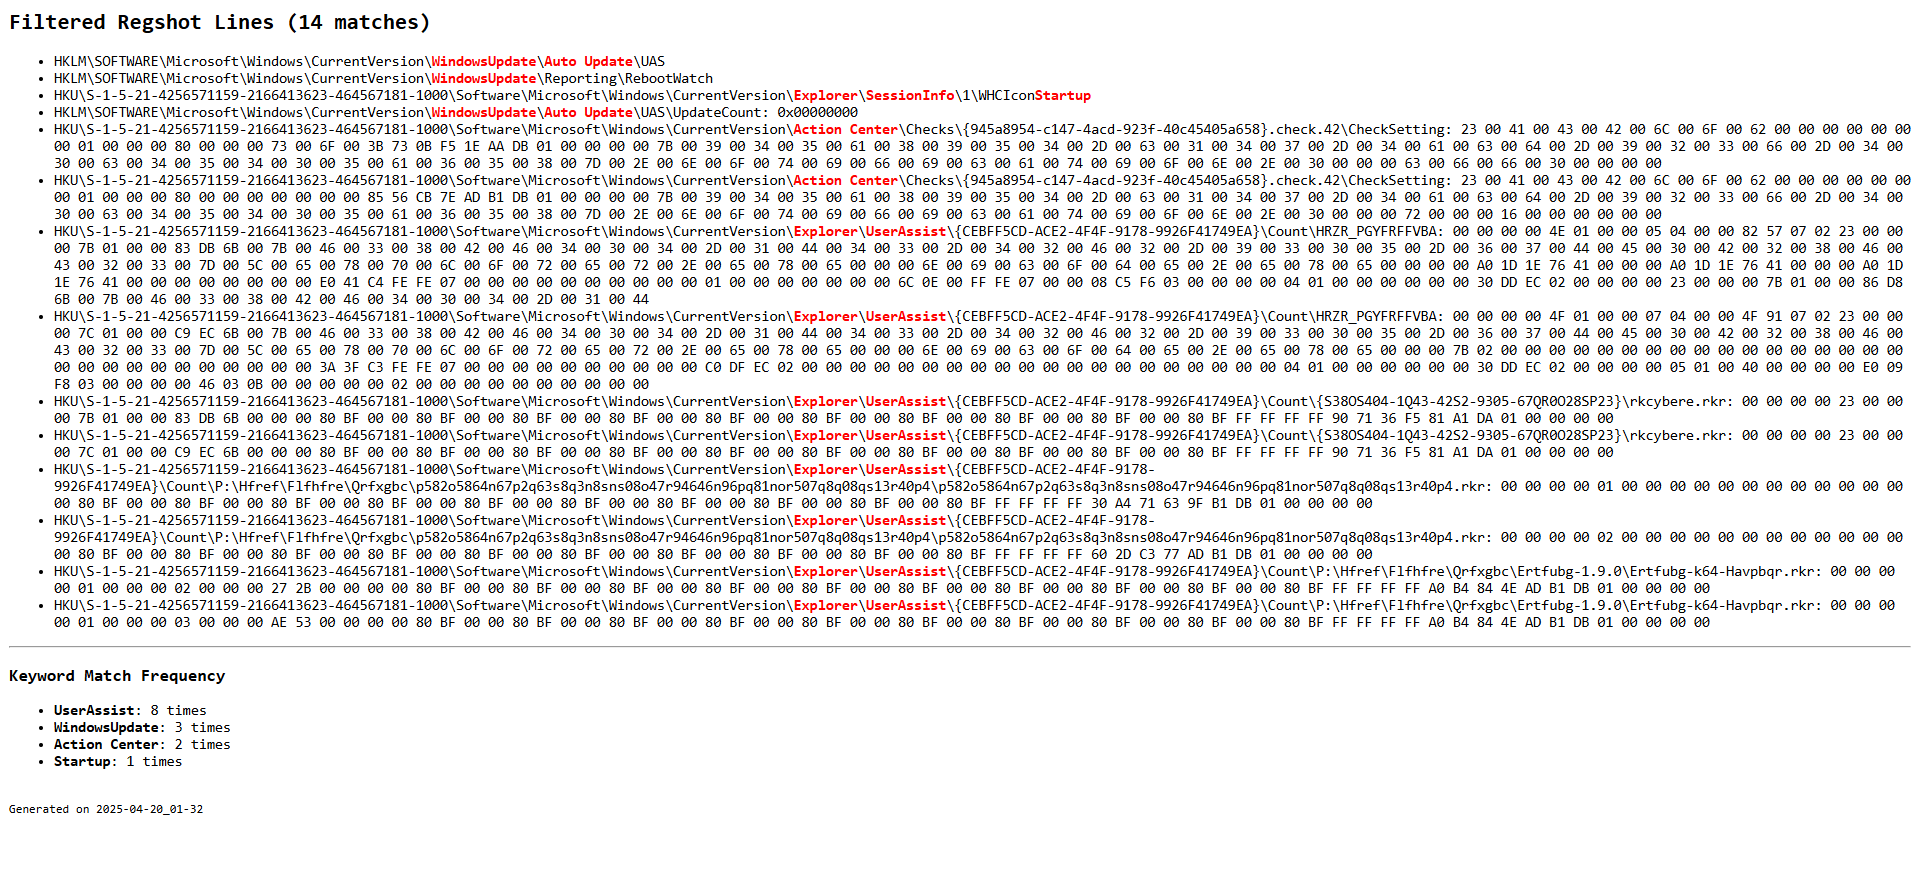 Filtered Regshot Lines (14 matches)
• HKLM\SOFTWARE\Microsoft\Windows\CurrentVersion\WindowsUpdate\Auto Update\UAS
• HKLM\SOFTWARE\Microsoft\Windows\CurrentVersion\WindowsUpdate\Reporting\RebootWatch
• HKU\S-1-5-21-4256571159-2166413623-464567181-1000\Software\Microsoft\Windows\CurrentVersion\Explorer\SessionInfo\1\WHCIconStartup
• HKLM\SOFTWARE\Microsoft\Windows\CurrentVersion\WindowsUpdate\Auto Update\UAS\UpdateCount: 0x00000000
• HKU\S-1-5-21-4256571159-2166413623-464567181-1000\Software\Microsoft\Windows\CurrentVersion\Action Center\Checks\{945a8954-c147-4acd-923f-40c45405a658}.check.42\CheckSetting: 23 00 41 00 43 00 42 00 6C 00 6F 00 62 00 00 00 00 00 00 00
00 01 00 00 00 80 00 00 00 73 00 6F 00 3B 73 0B F5 1E AA DB 01 00 00 00 00 7B 00 39 00 34 00 35 00 61 00 38 00 39 00 35 00 34 00 2D 00 63 00 31 00 34 00 37 00 2D 00 34 00 61 00 63 00 64 00 2D 00 39 00 32 00 33 00 66 00 2D 00 34 00
30 00 63 00 34 00 35 00 34 00 30 00 35 00 61 00 36 00 35 00 38 00 7D 00 2E 00 6E 00 6F 00 74 00 69 00 66 00 69 00 63 00 61 00 74 00 69 00 6F 00 6E 00 2E 00 30 00 00 00 63 00 66 00 66 00 30 00 00 00 00
• HKU\S-1-5-21-4256571159-2166413623-464567181-1000\Software\Microsoft\Windows\CurrentVersion\Action Center\Checks\{945a8954-c147-4acd-923f-40c45405a658}.check.42\CheckSetting: 23 00 41 00 43 00 42 00 6C 00 6F 00 62 00 00 00 00 00 00 00
00 01 00 00 00 80 00 00 00 00 00 00 00 85 56 CB 7E AD B1 DB 01 00 00 00 00 7B 00 39 00 34 00 35 00 61 00 38 00 39 00 35 00 34 00 2D 00 63 00 31 00 34 00 37 00 2D 00 34 00 61 00 63 00 64 00 2D 00 39 00 32 00 33 00 66 00 2D 00 34 00
30 00 63 00 34 00 35 00 34 00 30 00 35 00 61 00 36 00 35 00 38 00 7D 00 2E 00 6E 00 6F 00 74 00 69 00 66 00 69 00 63 00 61 00 74 00 69 00 6F 00 6E 00 2E 00 30 00 00 00 72 00 00 00 16 00 00 00 00 00 00
• HKU\S-1-5-21-4256571159-2166413623-464567181-1000\Software\Microsoft\Windows\CurrentVersion\Explorer\UserAssist\{CEBFF5CD-ACE2-4F4F-9178-9926F41749EA}\Count\HRZR_PGYFRFFVBA: 00 00 00 00 4E 01 00 00 05 04 00 00 82 57 07 02 23 00 00
00 7B 01 00 00 83 DB 6B 00 7B 00 46 00 33 00 38 00 42 00 46 00 34 00 30 00 34 00 2D 00 31 00 44 00 34 00 33 00 2D 00 34 00 32 00 46 00 32 00 2D 00 39 00 33 00 30 00 35 00 2D 00 36 00 37 00 44 00 45 00 30 00 42 00 32 00 38 00 46 00
43 00 32 00 33 00 7D 00 5C 00 65 00 78 00 70 00 6C 00 6F 00 72 00 65 00 72 00 2E 00 65 00 78 00 65 00 00 00 6E 00 69 00 63 00 6F 00 64 00 65 00 2E 00 65 00 78 00 65 00 00 00 00 00 A0 1D 1E 76 41 00 00 00 A0 1D 1E 76 41 00 00 00 A0 1D
1E 76 41 00 00 00 00 00 00 00 00 00 E0 41 C4 FE FE 07 00 00 00 00 00 00 00 00 00 00 01 00 00 00 00 00 00 00 6C 0E 00 FF FE 07 00 00 08 C5 F6 03 00 00 00 00 04 01 00 00 00 00 00 00 30 DD EC 02 00 00 00 00 23 00 00 00 7B 01 00 00 86 D8
6B 00 7B 00 46 00 33 00 38 00 42 00 46 00 34 00 30 00 34 00 2D 00 31 00 44
• HKU\S-1-5-21-4256571159-2166413623-464567181-1000\Software\Microsoft\Windows\CurrentVersion\Explorer\UserAssist\{CEBFF5CD-ACE2-4F4F-9178-9926F41749EA}\Count\HRZR_PGYFRFFVBA: 00 00 00 00 4F 01 00 00 07 04 00 00 4F 91 07 02 23 00 00
00 7C 01 00 00 C9 EC 6B 00 7B 00 46 00 33 00 38 00 42 00 46 00 34 00 30 00 34 00 2D 00 31 00 44 00 34 00 33 00 2D 00 34 00 32 00 46 00 32 00 2D 00 39 00 33 00 30 00 35 00 2D 00 36 00 37 00 44 00 45 00 30 00 42 00 32 00 38 00 46 00
43 00 32 00 33 00 7D 00 5C 00 65 00 78 00 70 00 6C 00 6F 00 72 00 65 00 72 00 2E 00 65 00 78 00 65 00 00 00 6E 00 69 00 63 00 6F 00 64 00 65 00 2E 00 65 00 78 00 65 00 00 00 7B 02 00 00 00 00 00 00 00 00 00 00 00 00 00 00 00 00 00 00
00 00 00 00 00 00 00 00 00 00 00 00 3A 3F C3 FE FE 07 00 00 00 00 00 00 00 00 00 00 C0 DF EC 02 00 00 00 00 00 00 00 00 00 00 00 00 00 00 00 00 00 00 00 00 04 01 00 00 00 00 00 00 30 DD EC 02 00 00 00 00 05 01 00 40 00 00 00 00 E0 09
F8 03 00 00 00 00 46 03 0B 00 00 00 00 00 02 00 00 00 00 00 00 00 00 00 00
• HKU\S-1-5-21-4256571159-2166413623-464567181-1000\Software\Microsoft\Windows\CurrentVersion\Explorer\UserAssist\{CEBFF5CD-ACE2-4F4F-9178-9926F41749EA}\Count\{S38OS404-1Q43-42S2-9305-67QR0O28SP23}\rkcybere.rkr: 00 00 00 00 23 00 00
00 7B 01 00 00 83 DB 6B 00 00 00 80 BF 00 00 80 BF 00 00 80 BF 00 00 80 BF 00 00 80 BF 00 00 80 BF 00 00 80 BF 00 00 80 BF 00 00 80 BF 00 00 80 BF FF FF FF FF 90 71 36 F5 81 A1 DA 01 00 00 00 00
• HKU\S-1-5-21-4256571159-2166413623-464567181-1000\Software\Microsoft\Windows\CurrentVersion\Explorer\UserAssist\{CEBFF5CD-ACE2-4F4F-9178-9926F41749EA}\Count\{S38OS404-1Q43-42S2-9305-67QR0O28SP23}\rkcybere.rkr: 00 00 00 00 23 00 00
00 7C 01 00 00 C9 EC 6B 00 00 00 80 BF 00 00 80 BF 00 00 80 BF 00 00 80 BF 00 00 80 BF 00 00 80 BF 00 00 80 BF 00 00 80 BF 00 00 80 BF 00 00 80 BF FF FF FF FF 90 71 36 F5 81 A1 DA 01 00 00 00 00
• HKU\S-1-5-21-4256571159-2166413623-464567181-1000\Software\Microsoft\Windows\CurrentVersion\Explorer\UserAssist\{CEBFF5CD-ACE2-4F4F-9178-
9926F41749EA}\Count\P:\Hfref\Flfhfre\Qrfxgbc\p582o5864n67p2q63s8q3n8sns08o47r94646n96pq81nor507q8q08qs13r40p4\p582o5864n67p2q63s8q3n8sns08o47r94646n96pq81nor507q8q08qs13r40p4.rkr: 00 00 00 00 01 00 00 00 00 00 00 00 00 00 00 00 00
00 80 BF 00 00 80 BF 00 00 80 BF 00 00 80 BF 00 00 80 BF 00 00 80 BF 00 00 80 BF 00 00 80 BF 00 00 80 BF 00 00 80 BF FF FF FF FF 30 A4 71 63 9F B1 DB 01 00 00 00 00
• HKU\S-1-5-21-4256571159-2166413623-464567181-1000\Software\Microsoft\Windows\CurrentVersion\Explorer\UserAssist\{CEBFF5CD-ACE2-4F4F-9178-
9926F41749EA}\Count\P:\Hfref\Flfhfre\Qrfxgbc\p582o5864n67p2q63s8q3n8sns08o47r94646n96pq81nor507q8q08qs13r40p4\p582o5864n67p2q63s8q3n8sns08o47r94646n96pq81nor507q8q08qs13r40p4.rkr: 00 00 00 00 02 00 00 00 00 00 00 00 00 00 00 00 00
00 80 BF 00 00 80 BF 00 00 80 BF 00 00 80 BF 00 00 80 BF 00 00 80 BF 00 00 80 BF 00 00 80 BF 00 00 80 BF 00 00 80 BF FF FF FF FF 60 2D C3 77 AD B1 DB 01 00 00 00 00
• HKU\S-1-5-21-4256571159-2166413623-464567181-1000\Software\Microsoft\Windows\CurrentVersion\Explorer\UserAssist\{CEBFF5CD-ACE2-4F4F-9178-9926F41749EA}\Count\P:\Hfref\Flfhfre\Qrfxgbc\Ertfubg-1.9.0\Ertfubg-k64-Havpbqr.rkr: 00 00 00
00 01 00 00 00 02 00 00 00 27 2B 00 00 00 00 80 BF 00 00 80 BF 00 00 80 BF 00 00 80 BF 00 00 80 BF 00 00 80 BF 00 00 80 BF 00 00 80 BF 00 00 80 BF 00 00 80 BF FF FF FF FF A0 B4 84 4E AD B1 DB 01 00 00 00 00
• HKU\S-1-5-21-4256571159-2166413623-464567181-1000\Software\Microsoft\Windows\CurrentVersion\Explorer\UserAssist\{CEBFF5CD-ACE2-4F4F-9178-9926F41749EA}\Count\P:\Hfref\Flfhfre\Qrfxgbc\Ertfubg-1.9.0\Ertfubg-k64-Havpbqr.rkr: 00 00 00
00 01 00 00 00 03 00 00 00 AE 53 00 00 00 00 80 BF 00 00 80 BF 00 00 80 BF 00 00 80 BF 00 00 80 BF 00 00 80 BF 00 00 80 BF 00 00 80 BF 00 00 80 BF 00 00 80 BF FF FF FF FF A0 B4 84 4E AD B1 DB 01 00 00 00 00
Keyword Match Frequency
• UserAssist: 8 times
• WindowsUpdate: 3 times
• Action Center: 2 times
• Startup: 1 times
Generated on 2025-04-20_01-32